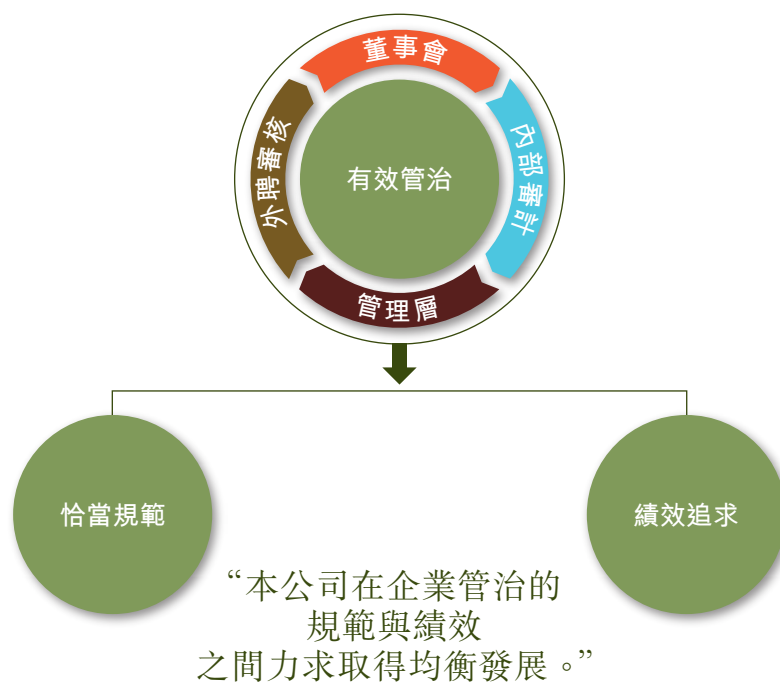 董事會
外聘審核
有效管治
內部審計
管理層
恰當規範
績效追求
“本公司在企業管治的
規範與績效
之間力求取得均衡發展。”